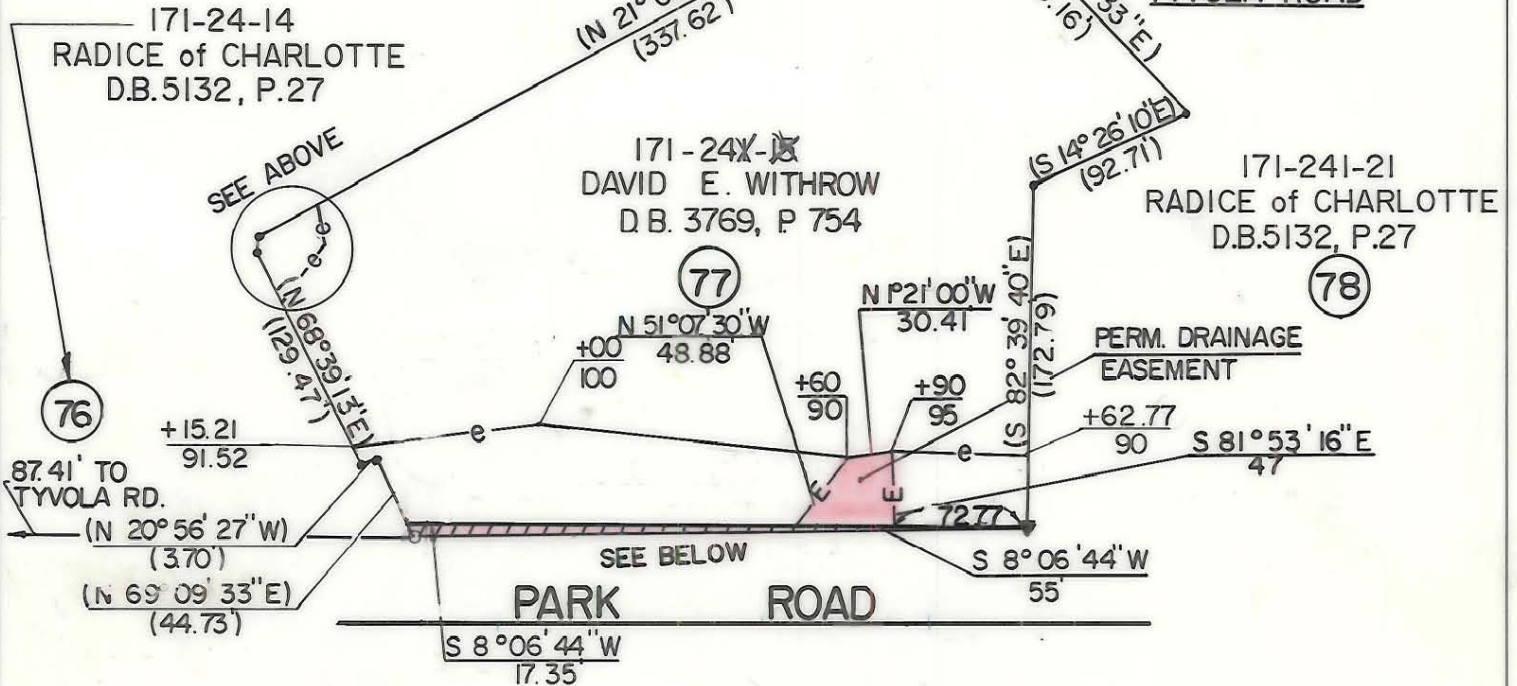 171-24-14
RADICE of CHARLOTTE
D.B.5132, P.27
(337.62)
33"E)
.16')
ROAD
SEE ABOVE
171-24
DAVID E. WITHROW
D.B. 3769, P 754
77
(S 14° 26' 10"E)
(92.71')
171-241-21
RADICE of CHARLOTTE
D.B.5132, P.27
78
e
e
(N 68°39'13"E)
(129.47')
N 51°07'30"W
48.88'
+00
100
N 1°21'00"W
30.41'
(S 82° 39' 40"E)
(172.79)
PERM. DRAINAGE
EASEMENT
76
+60
90
+90
95
+15.21
91.52
e
e
+62.77
90
S 81°53'16"E
47
87.41' TO
TYVOLA RD.
E
E
72.77
(N 20°56'27"W)
(3.70')
SEE BELOW
S 8°06'44"W
55'
(N 69°09'33"E)
(44.73')
PARK ROAD
S 8°06'44"W
17.35'